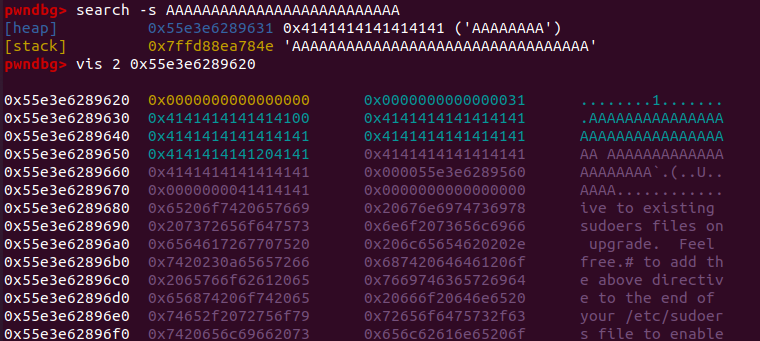 pwndbg> search -s AAAAAAAAAAAAAAAAAAAAAAAAAA
[heap]          0x55e3e6289631 0x4141414141414141 ('AAAAAAAA')
[stack]         0x7ffd88ea784e 'AAAAAAAAAAAAAAAAAAAAAAAAAAAAAAAAA'
pwndbg> vis 2 0x55e3e6289620
0x55e3e6289620  0x0000000000000000      0x0000000000000031      ........1.......
0x55e3e6289630  0x4141414141414100      0x4141414141414141      .AAAAAAAAAAAAAAA
0x55e3e6289640  0x4141414141414141      0x4141414141414141      AAAAAAAAAAAAAAAA
0x55e3e6289650  0x4141414141204141      0x4141414141414141      AA AAAAAAAAAAAAA
0x55e3e6289660  0x4141414141414141      0x000055e3e6289560      AAAAAAAA`.(..U..
0x55e3e6289670  0x0000000041414141      0x0000000000000000      AAAA............
0x55e3e6289680  0x65206f7420657669      0x20676e6974736978      ive to existing
0x55e3e6289690  0x207372656f647573      0x6e6f2073656c6966      sudoers files on
0x55e3e62896a0  0x6564617267707520      0x206c65654620202e       upgrade.  Feel
0x55e3e62896b0  0x7420230a65657266      0x687420646461206f      free.# to add th
0x55e3e62896c0  0x2065766f62612065      0x7669746365726964      e above directiv
0x55e3e62896d0  0x656874206f742065      0x20666f20646e6520      e to the end of
0x55e3e62896e0  0x74652f2072756f79      0x72656f6475732f63      your /etc/sudoer
0x55e3e62896f0  0x7420656c69662073      0x656c62616e65206f      s file to enable